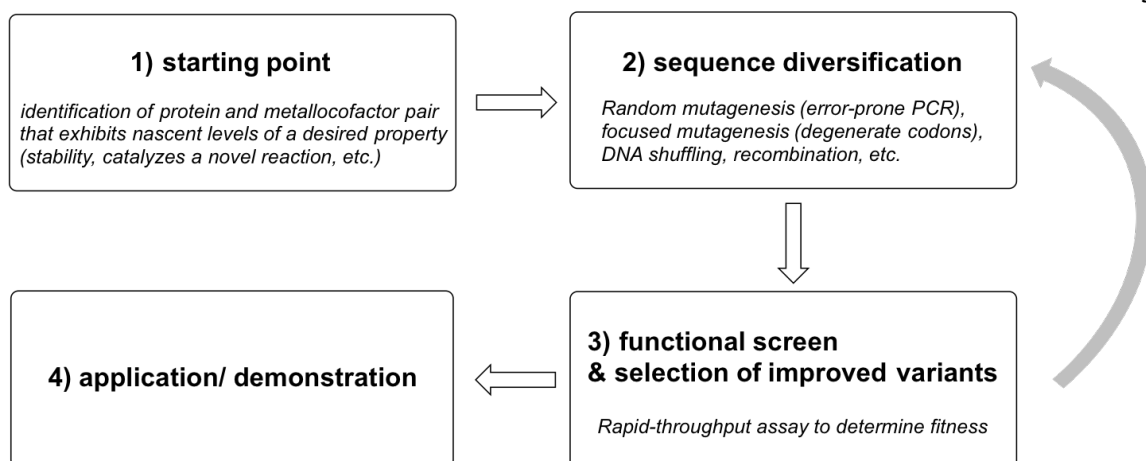 1) starting point
identification of protein and metallocofactor pair
that exhibits nascent levels of a desired property
(stability, catalyzes a novel reaction, etc.)
2) sequence diversification
Random mutagenesis (error-prone PCR),
focused mutagenesis (degenerate codons),
DNA shuffling, recombination, etc.
3) functional screen
& selection of improved variants
Rapid-throughput assay to determine fitness
4) application/ demonstration